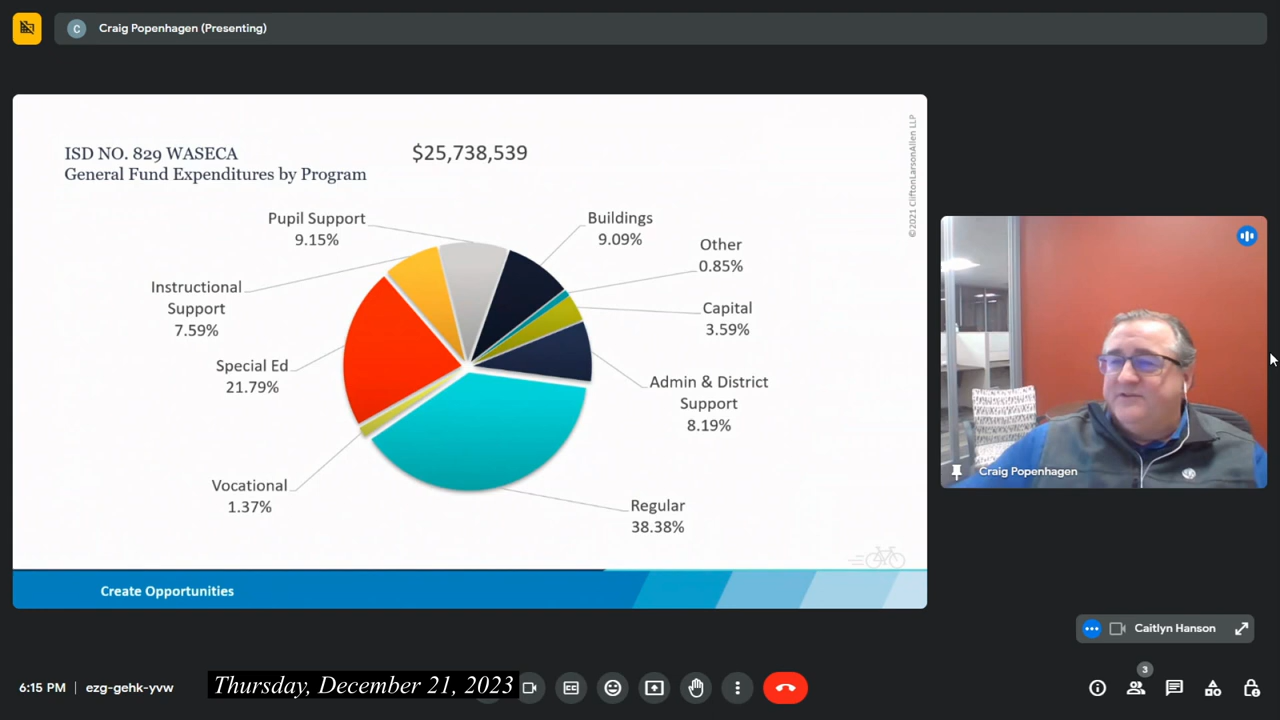 C
Craig Popenhagen (Presenting)
ISD NO. 829 WASECA
General Fund Expenditures by Program
$25,738,539
©2021 CliftonLarsonAllen LLP
Pupil Support
9.15%
Buildings
9.09%
Other
0.85%
Instructional
Support
7.59%
Capital
3.59%
Special Ed
21.79%
Admin & District
Support
8.19%
Vocational
1.37%
Regular
38.38%
Create Opportunities
Craig Popenhagen
Caitlyn Hanson
6:15 PM
ezg-gehk-yvw
Thursday, December 21, 2023
CC
3